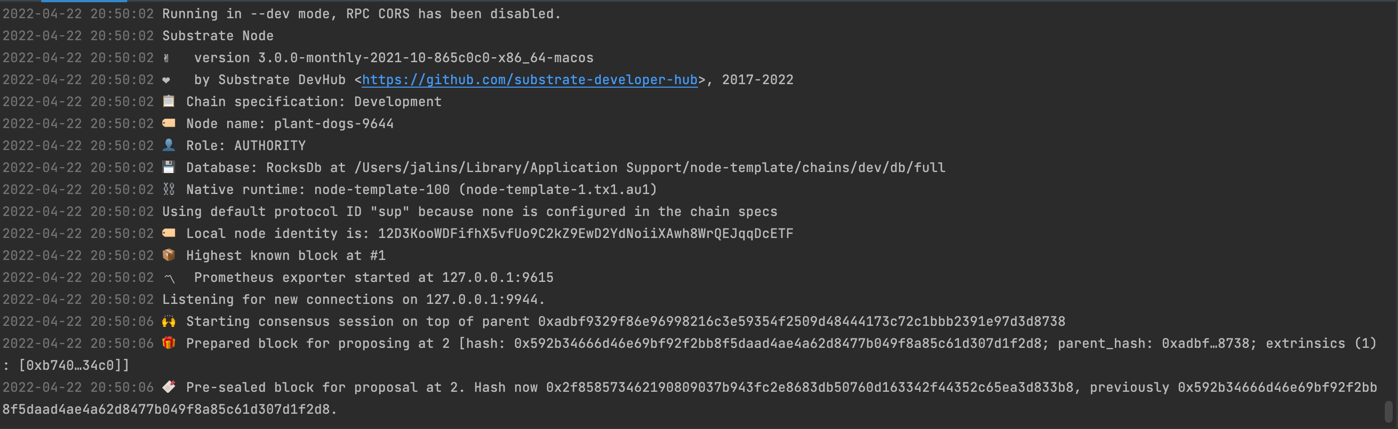 2022-04-22 20:50:02 Running in --dev mode, RPC CORS has been disabled.
2022-04-22 20:50:02 Substrate Node
2022-04-22 20:50:02 ✌️ version 3.0.0-monthly-2021-10-865c0c0-x86_64-macos
2022-04-22 20:50:02 ❤️ by Substrate DevHub <https://github.com/substrate-developer-hub>, 2017-2022
2022-04-22 20:50:02 📋 Chain specification: Development
2022-04-22 20:50:02 🏷 Node name: plant-dogs-9644
2022-04-22 20:50:02 👤 Role: AUTHORITY
2022-04-22 20:50:02 💾 Database: RocksDb at /Users/jalins/Library/Application Support/node-template/chains/dev/db/full
2022-04-22 20:50:02 ⛓ Native runtime: node-template-100 (node-template-1.tx1.au1)
2022-04-22 20:50:02 Using default protocol ID "sup" because none is configured in the chain specs
2022-04-22 20:50:02 🏷 Local node identity is: 12D3KooWDFifhX5vfUo9C2kZ9EwD2YdNoiiXAwh8WrQEJqqDcETF
2022-04-22 20:50:02 📦 Highest known block at #1
2022-04-22 20:50:02 〽️ Prometheus exporter started at 127.0.0.1:9615
2022-04-22 20:50:02 Listening for new connections on 127.0.0.1:9944.
2022-04-22 20:50:06 🙌 Starting consensus session on top of parent 0xadbf9329f86e96998216c3e59354f2509d48444173c72c1bbb2391e97d3d8738
2022-04-22 20:50:06 🎁 Prepared block for proposing at 2 [hash: 0x592b34666d46e69bf92f2bb8f5daad4ae4a62d8477b049f8a85c61d307d1f2d8; parent_hash: 0xadbf…8738; extrinsics (1)
: [0xb740…34c0]]
2022-04-22 20:50:06 🔖 Pre-sealed block for proposal at 2. Hash now 0x2f858573462190809037b943fc2e8683db50760d163342f44352c65ea3d833b8, previously 0x592b34666d46e69bf92f2bb
8f5daad4ae4a62d8477b049f8a85c61d307d1f2d8.